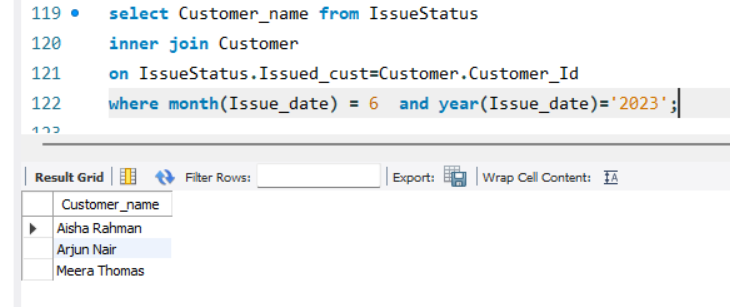 119 select Customer_name from IssueStatus
120 inner join Customer
121 on IssueStatus.Issued_cust=Customer.Customer_Id
122 where month(Issue_date) = 6 and year(Issue_date)='2023';
123
Result Grid Filter Rows: Export: Wrap Cell Content: IA
Customer_name
Aisha Rahman
Arjun Nair
Meera Thomas